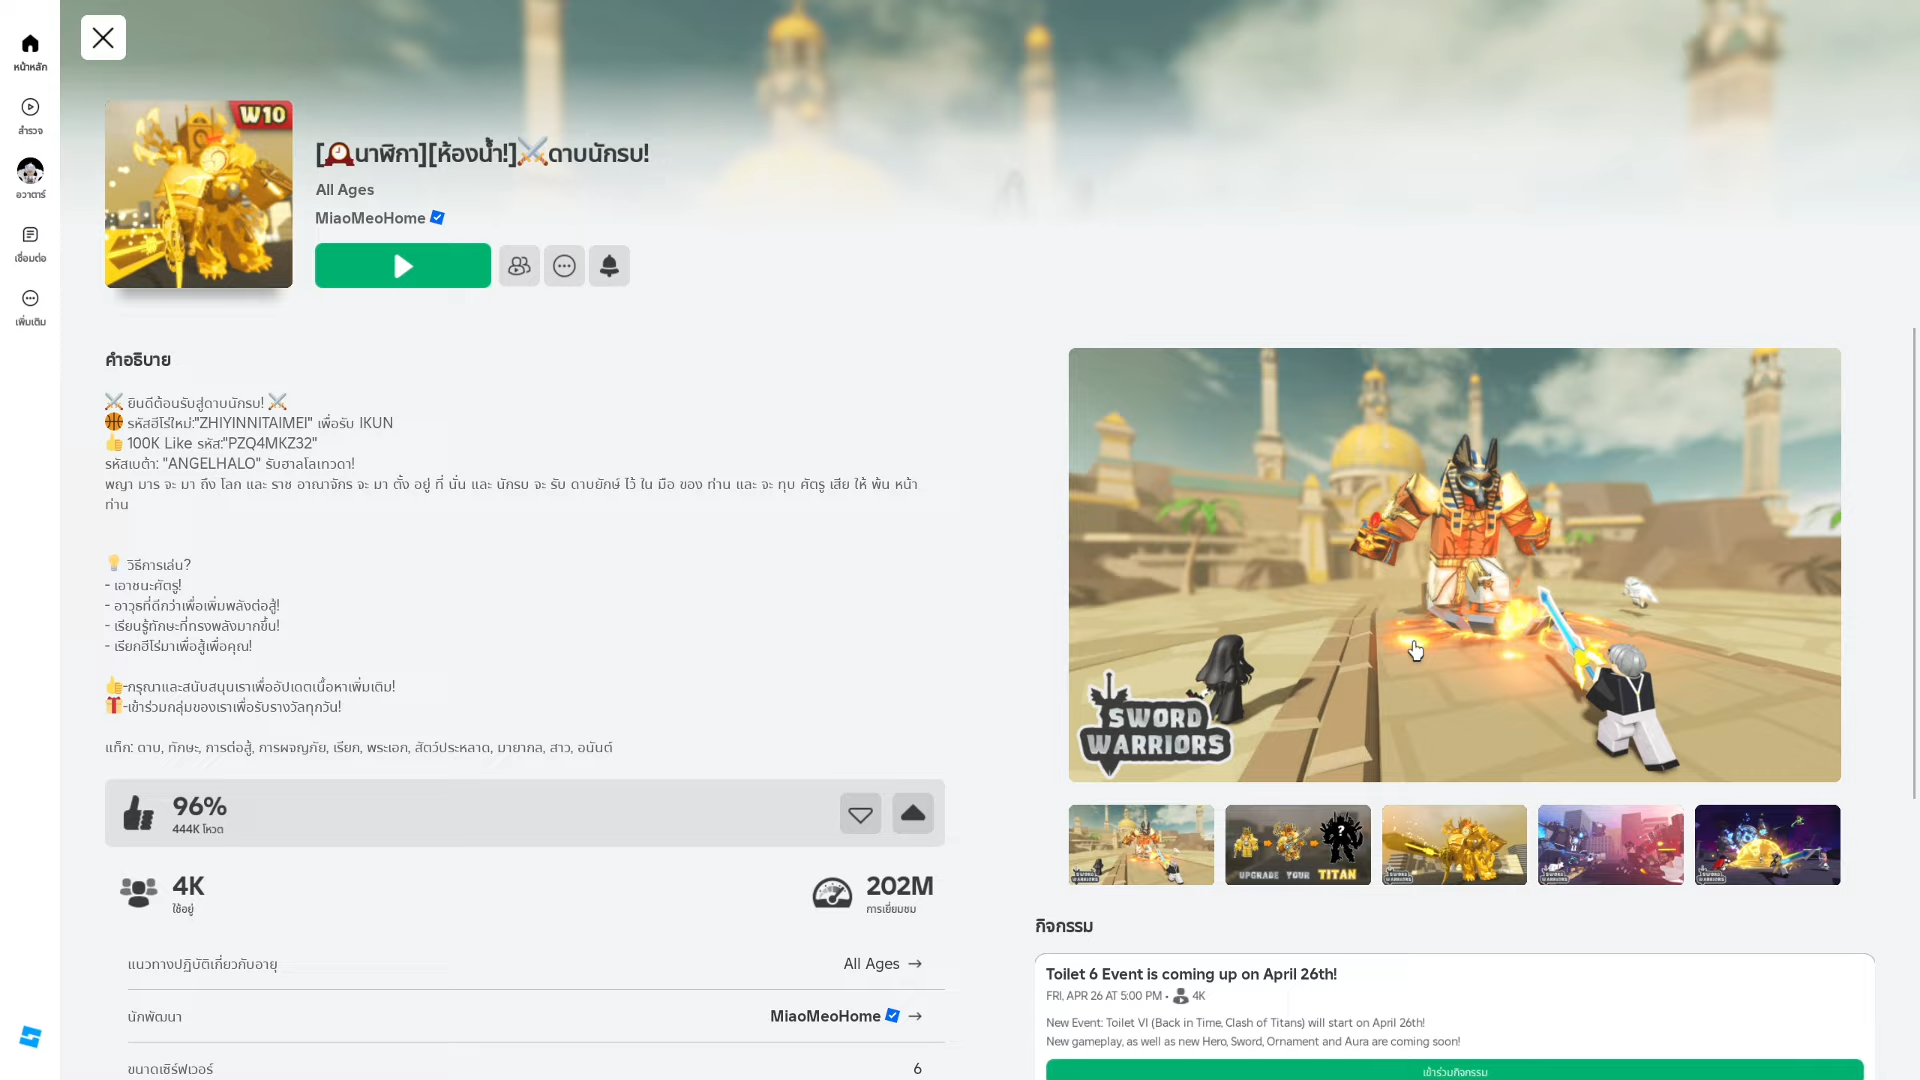 หน้าหลัก
สำรวจ
อวาตาร์
เชื่อมต่อ
เพิ่มเติม
W10
[🕰️นาฬิกา][ห้องน้ำ!]⚔️ดาบนักรบ!
All Ages
MiaoMeoHome
คำอธิบาย
⚔️ ยินดีต้อนรับสู่ดาบนักรบ! ⚔️
🏀 รหัสฮีโร่ใหม่:"ZHIYINNITAIMEI" เพื่อรับ IKUN
👍 100K Like รหัส:"PZQ4MKZ32"
รหัสเบต้า: "ANGELHALO" รับฮาลโลเทวดา!
พญา มาร จะ มา ถึง โลก และ ราช อาณาจักร จะ มา ตั้ง อยู่ ที่ นั่น และ นักรบ จะ รับ ดาบยักษ์ ไว้ ใน มือ ของ ท่าน และ จะ ทุบ ศัตรู เสีย ให้ พ้น หน้า
ท่าน
💡 วิธีการเล่น?
- เอาชนะศัตรู!
- อาวุธที่ดีกว่าเพื่อเพิ่มพลังต่อสู้!
- เรียนรู้ทักษะที่ทรงพลังมากขึ้น!
- เรียกฮีโร่มาเพื่อสู้เพื่อคุณ!
👍-กรุณาและสนับสนุนเราเพื่ออัปเดตเนื้อหาเพิ่มเติม!
🎁-เข้าร่วมกลุ่มของเราเพื่อรับรางวัลทุกวัน!
แท็ก: ดาบ, ทักษะ, การต่อสู้, การผจญภัย, เรียก, พระเอก, สัตว์ประหลาด, มายากล, สาว, อนันต์
96%
444K โหวต
4K
ใช้อยู่
202M
การเยี่ยมชม
แนวทางปฏิบัติเกี่ยวกับอายุ
All Ages →
นักพัฒนา
MiaoMeoHome →
ขนาดเซิร์ฟเวอร์
6
SWORD
WARRIORS
SWORD
WARRIORS
UPGRADE YOUR TITAN
SWORD
WARRIORS
SWORD
WARRIORS
SWORD
WARRIORS
กิจกรรม
Toilet 6 Event is coming up on April 26th!
FRI, APR 26 AT 5:00 PM • 4K
New Event: Toilet VI (Back in Time, Clash of Titans) will start on April 26th!
New gameplay, as well as new Hero, Sword, Ornament and Aura are coming soon!
เข้าร่วมกิจกรรม